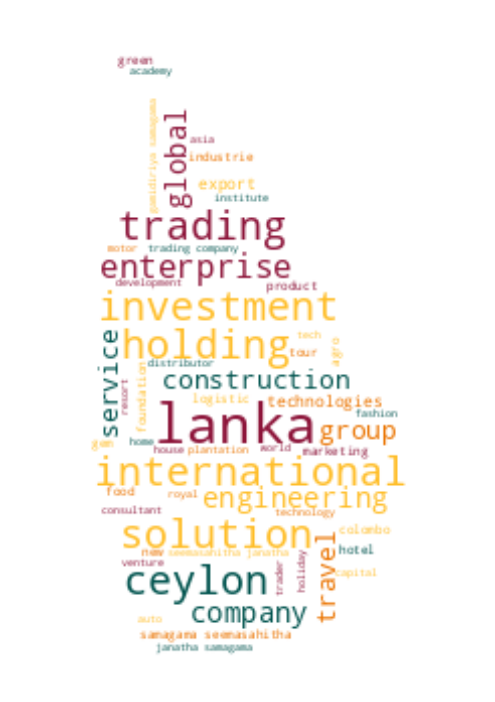 green
academy
gamidiriya samagama
global
asia
industrie
export
institute
trading
motor
trading company
enterprise
development
product
investment
service
holding
tech
tour
agro
distributor
resort
foundation
construction
logistic
technologies
lanka
fashion
group
gem
home
house
plantation
world
marketing
international
food
royal
engineering
consultant
technology
solution
travel
colombo
new
seemasahitha janatha
hotel
venture
ceylon
trader
holiday
capital
company
auto
samagama seemasahitha
janatha samagama